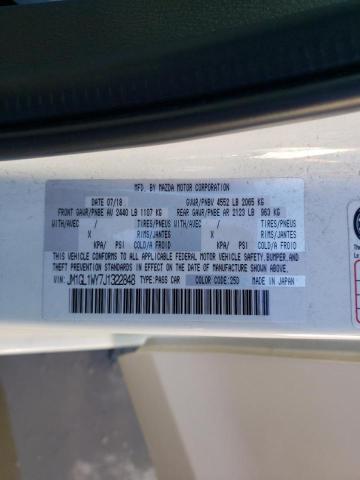 MFD. BY MAZDA MOTOR CORPORATION
DATE 07/18 GVWR/PNBV 4552 LB 2065 KG
FRONT GAWR/PNBE AV 2440 LB 1107 KG REAR GAWR/PNBE AR 2123 LB 963 KG
WITH/AVEC / TIRES/PNEUS WITH/AVEC / TIRES/PNEUS
X RIMS/JANTES X RIMS/JANTES
KPA/ PSI COLD/A FROID KPA/ PSI COLD/A FROID
THIS VEHICLE CONFORMS TO ALL APPLICABLE FEDERAL MOTOR VEHICLE SAFETY,
BUMPER, AND THEFT PREVENTION STANDARDS IN EFFECT ON THE
DATE OF MANUFACTURE SHOWN ABOVE.
VIN: JM1GL1WY7J1322848 TYPE:PASS CAR COLOR CODE:25D MADE IN JAPAN